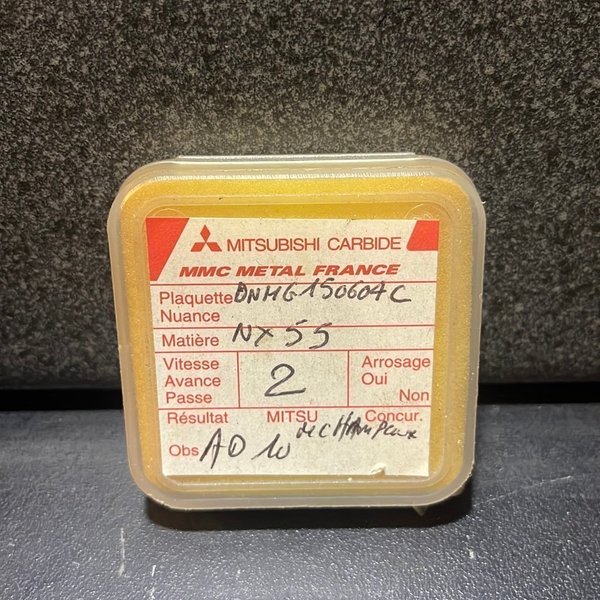 MITSUBISHI CARBIDE
MMC METAL FRANCE
Plaquette DNMG150604C
Nuance
Matière NX55
Vitesse
Avance
Passe
2
Arrosage
Oui
Non
Résultat MITSU Concur.
Obs AO 10